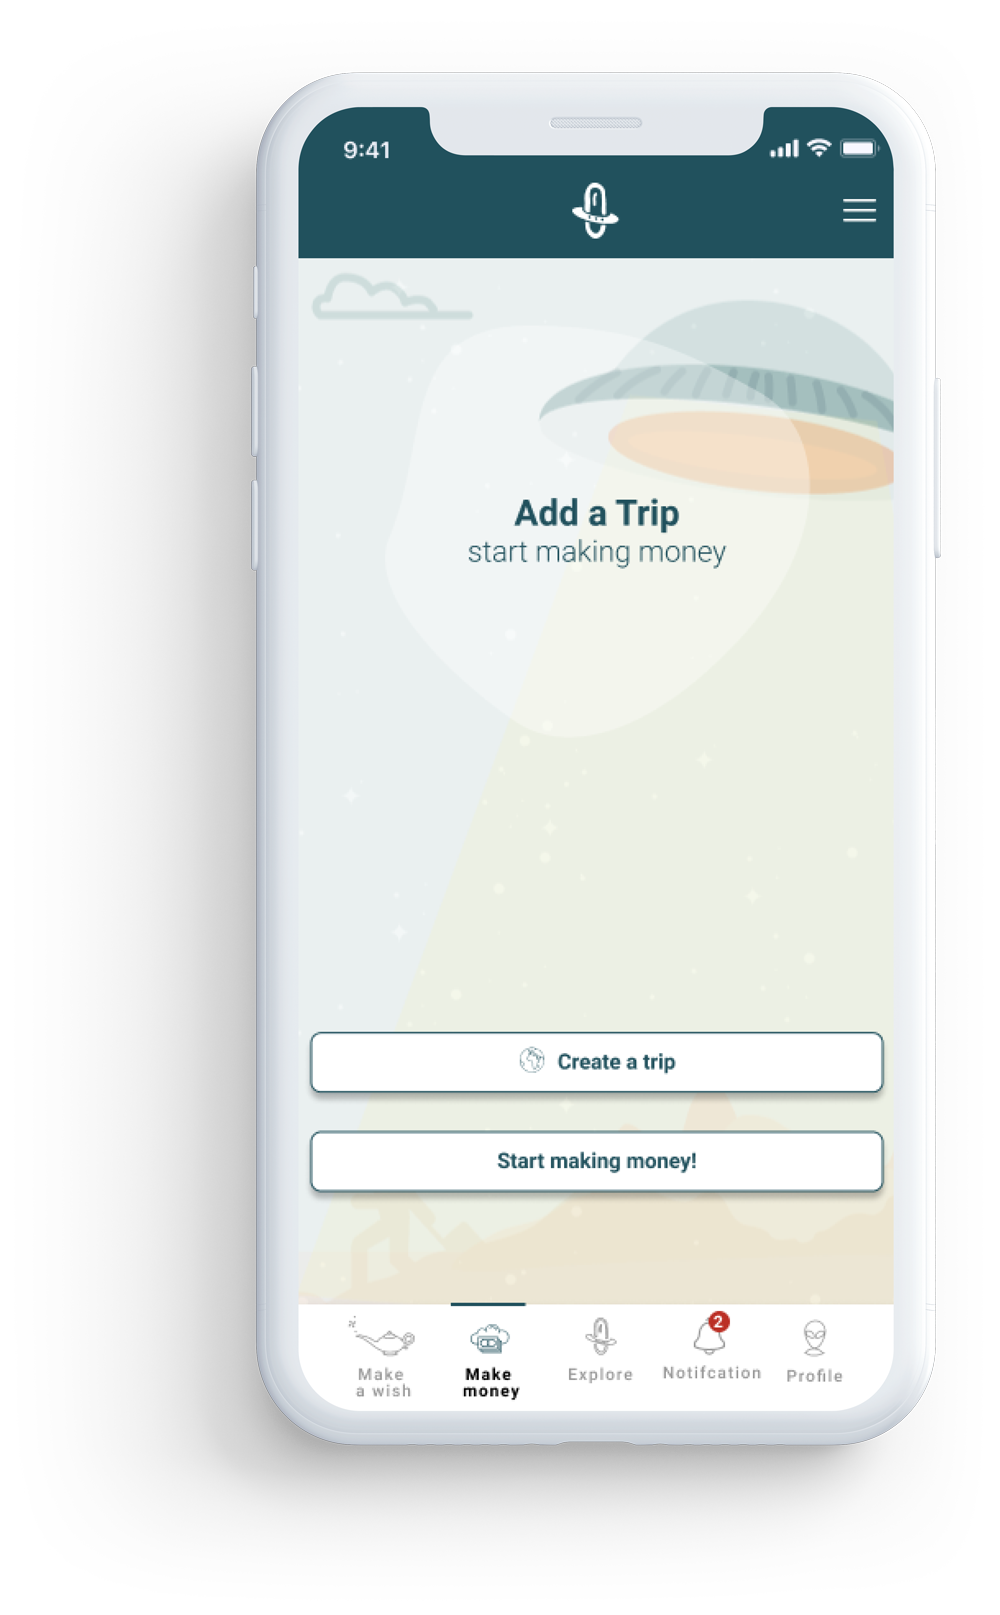 9:41
Add a Trip
start making money
Create a trip
Start making money!
Make
a wish
Make
money
Explore
2
Notifcation
Profile